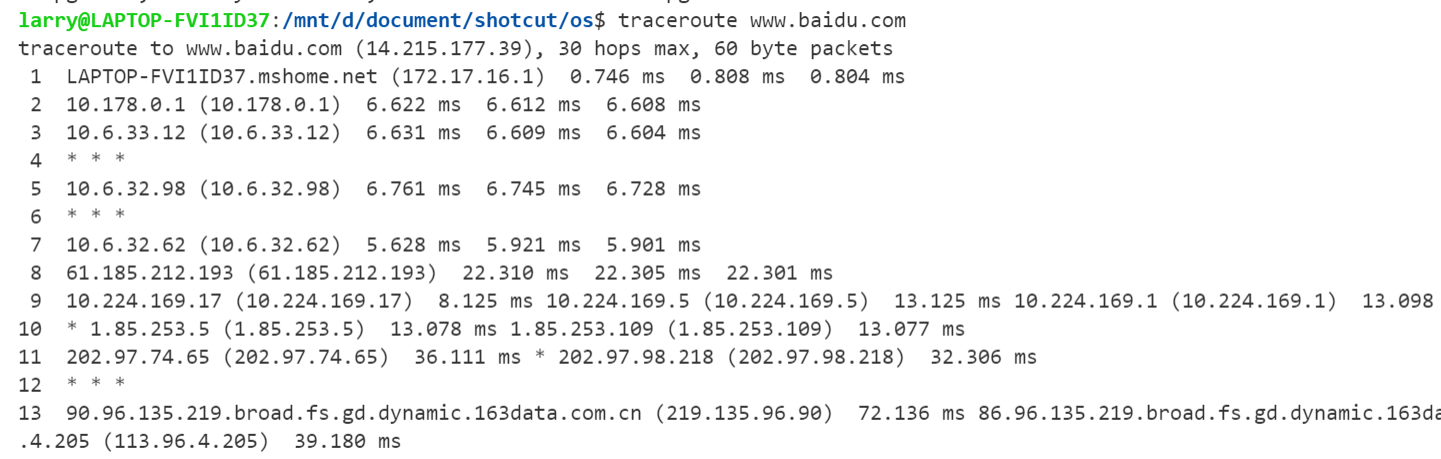 larry@LAPTOP-FVI1ID37:/mnt/d/document/shotcut/os$ traceroute www.baidu.com
traceroute to www.baidu.com (14.215.177.39), 30 hops max, 60 byte packets
 1  LAPTOP-FVI1ID37.mshome.net (172.17.16.1)  0.746 ms  0.808 ms  0.804 ms
 2  10.178.0.1 (10.178.0.1)  6.622 ms  6.612 ms  6.608 ms
 3  10.6.33.12 (10.6.33.12)  6.631 ms  6.609 ms  6.604 ms
 4  * * *
 5  10.6.32.98 (10.6.32.98)  6.761 ms  6.745 ms  6.728 ms
 6  * * *
 7  10.6.32.62 (10.6.32.62)  5.628 ms  5.921 ms  5.901 ms
 8  61.185.212.193 (61.185.212.193)  22.310 ms  22.305 ms  22.301 ms
 9  10.224.169.17 (10.224.169.17)  8.125 ms 10.224.169.5 (10.224.169.5)  13.125 ms 10.224.169.1 (10.224.169.1)  13.098
10  * 1.85.253.5 (1.85.253.5)  13.078 ms 1.85.253.109 (1.85.253.109)  13.077 ms
11  202.97.74.65 (202.97.74.65)  36.111 ms * 202.97.98.218 (202.97.98.218)  32.306 ms
12  * * *
13  90.96.135.219.broad.fs.gd.dynamic.163data.com.cn (219.135.96.90)  72.136 ms 86.96.135.219.broad.fs.gd.dynamic.163da
.4.205 (113.96.4.205)  39.180 ms